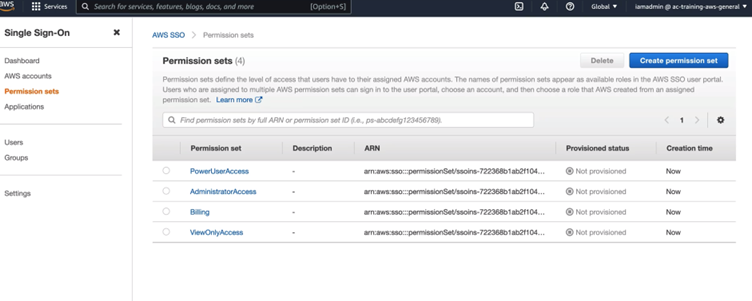 aws
Services
Search for services, features, blogs, docs, and more
[Option+S]
Global
iamadmin @ ac-training-aws-general
Single Sign-On
Dashboard
AWS accounts
Permission sets
Applications
Users
Groups
Settings
AWS SSO > Permission sets
Permission sets (4)
Delete
Create permission set
Permission sets define the level of access that users have to their assigned AWS accounts. The names of permission sets appear as available roles in the AWS SSO user portal.
Users who are assigned to multiple AWS permission sets can sign in to the user portal, choose an account, and then choose a role that AWS created from an assigned
permission set. Learn more
Find permission sets by full ARN or permission set ID (i.e., ps-abcdefg123456789).
1
Permission set Description ARN Provisioned status Creation time
PowerUserAccess - arn:aws:sso:::permissionSet/ssoins-722368b1ab2f104... Not provisioned Now
AdministratorAccess - arn:aws:sso:::permissionSet/ssoins-722368b1ab2f104... Not provisioned Now
Billing - arn:aws:sso:::permissionSet/ssoins-722368b1ab2f104... Not provisioned Now
ViewOnlyAccess - arn:aws:sso:::permissionSet/ssoins-722368b1ab2f104... Not provisioned Now